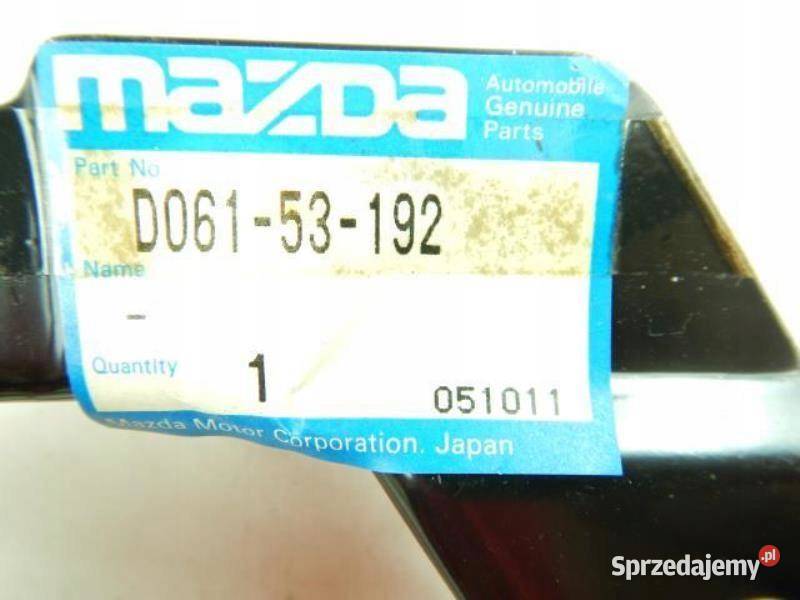 mazda
Automobile
Genuine
Parts
Part No
D061-53-192
Name
-
Quantity
1
051011
Mazda Motor Corporation. Japan
Sprzedajemy.pl